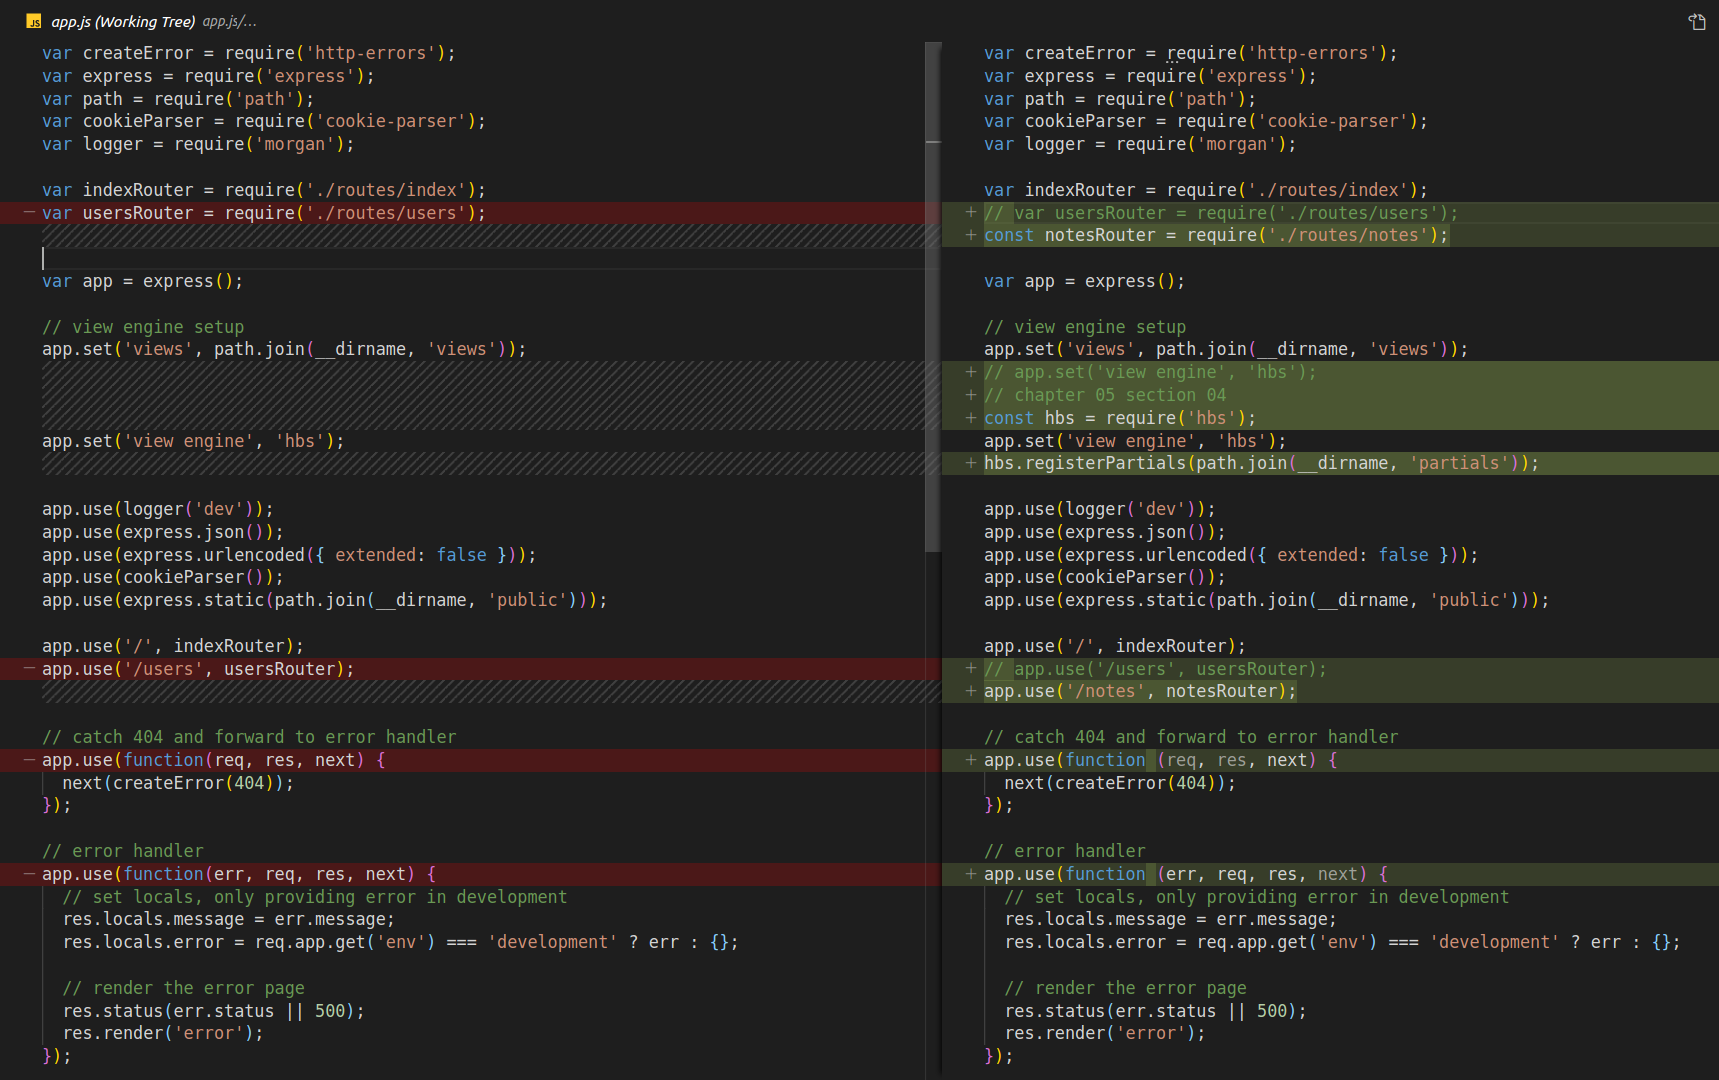 JS app.js (Working Tree) app.js/...
var createError = require('http-errors');
var express = require('express');
var path = require('path');
var cookieParser = require('cookie-parser');
var logger = require('morgan');
var indexRouter = require('./routes/index');
− var usersRouter = require('./routes/users');
var app = express();
// view engine setup
app.set('views', path.join(__dirname, 'views'));
app.set('view engine', 'hbs');
app.use(logger('dev'));
app.use(express.json());
app.use(express.urlencoded({ extended: false }));
app.use(cookieParser());
app.use(express.static(path.join(__dirname, 'public')));
app.use('/', indexRouter);
− app.use('/users', usersRouter);
// catch 404 and forward to error handler
− app.use(function(req, res, next) {
next(createError(404));
});
// error handler
− app.use(function(err, req, res, next) {
// set locals, only providing error in development
res.locals.message = err.message;
res.locals.error = req.app.get('env') === 'development' ? err : {};
// render the error page
res.status(err.status || 500);
res.render('error');
});
var createError = require('http-errors');
var express = require('express');
var path = require('path');
var cookieParser = require('cookie-parser');
var logger = require('morgan');
var indexRouter = require('./routes/index');
+ // var usersRouter = require('./routes/users');
+ const notesRouter = require('./routes/notes');
var app = express();
// view engine setup
app.set('views', path.join(__dirname, 'views'));
+ // app.set('view engine', 'hbs');
+ // chapter 05 section 04
+ const hbs = require('hbs');
app.set('view engine', 'hbs');
+ hbs.registerPartials(path.join(__dirname, 'partials'));
app.use(logger('dev'));
app.use(express.json());
app.use(express.urlencoded({ extended: false }));
app.use(cookieParser());
app.use(express.static(path.join(__dirname, 'public')));
app.use('/', indexRouter);
+ // app.use('/users', usersRouter);
+ app.use('/notes', notesRouter);
// catch 404 and forward to error handler
+ app.use(function (req, res, next) {
next(createError(404));
});
// error handler
+ app.use(function (err, req, res, next) {
// set locals, only providing error in development
res.locals.message = err.message;
res.locals.error = req.app.get('env') === 'development' ? err : {};
// render the error page
res.status(err.status || 500);
res.render('error');
});